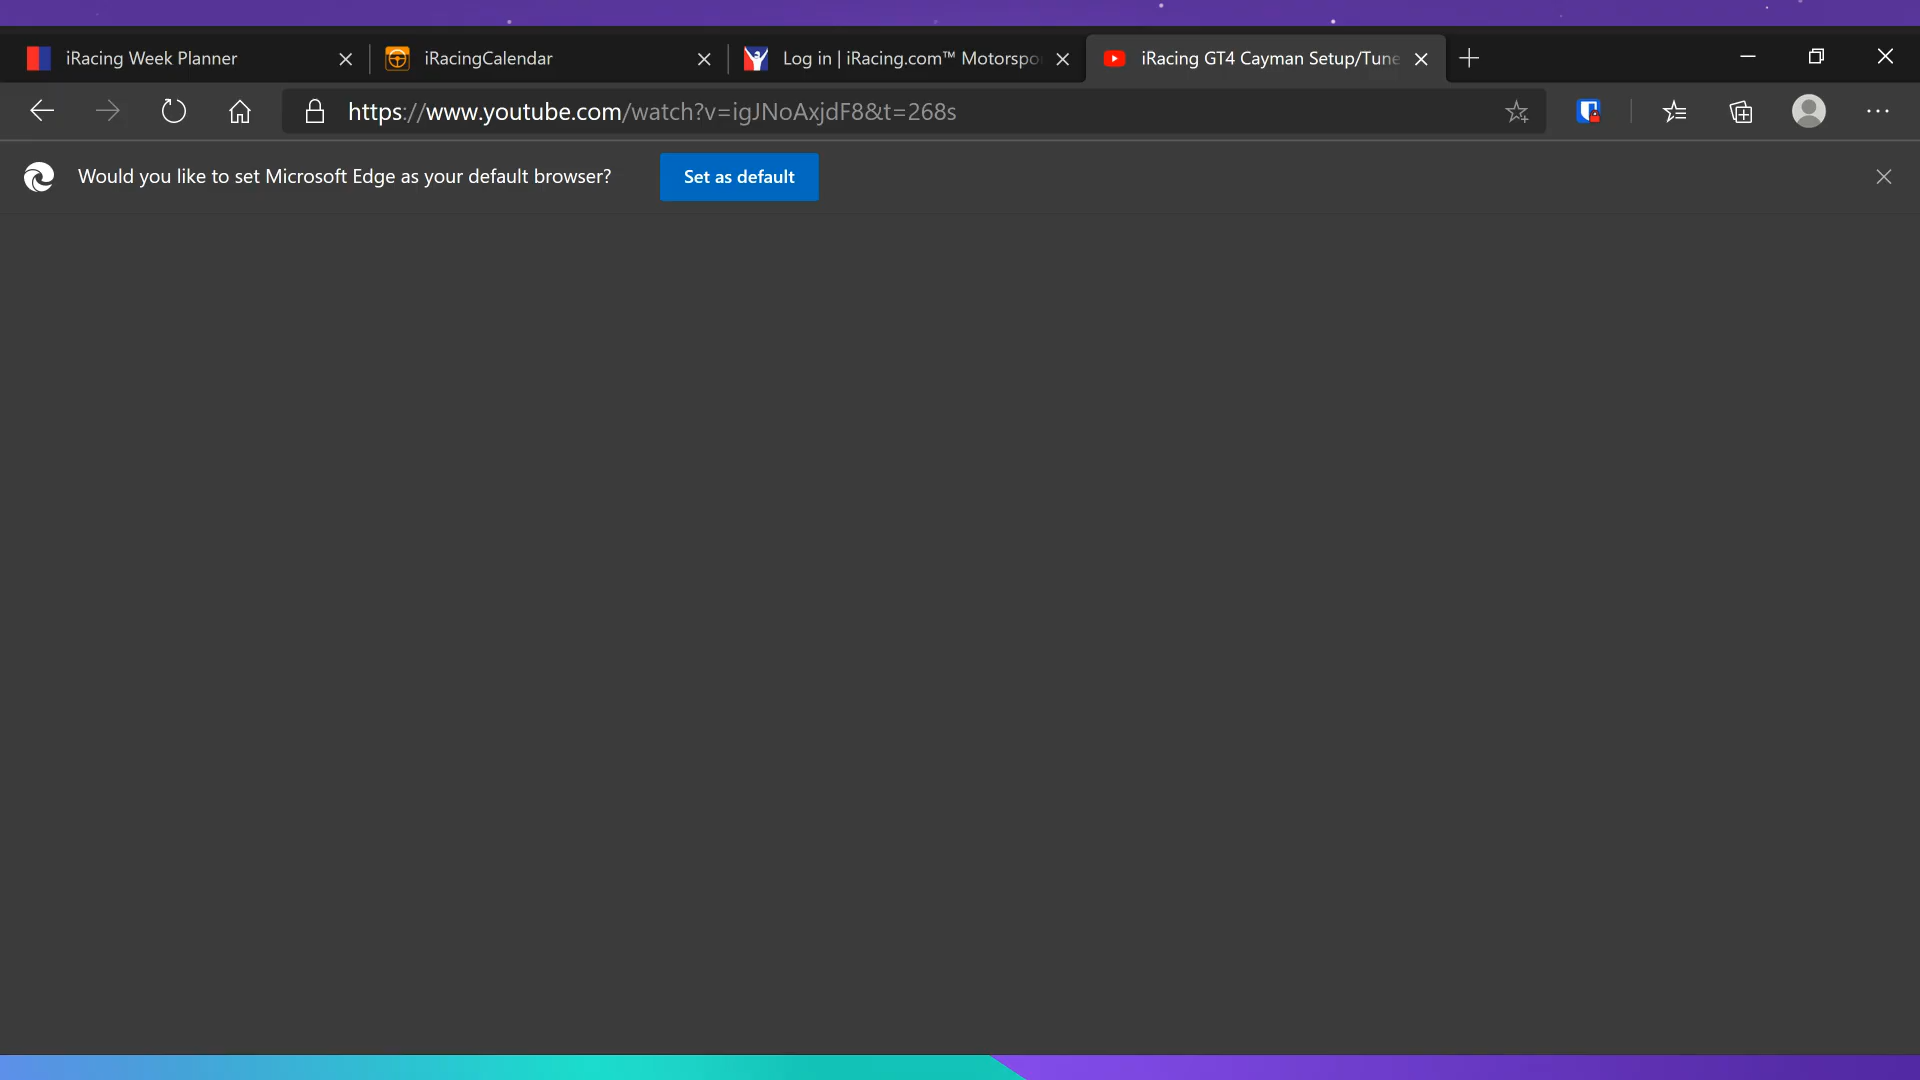 iRacing Week Planner
iRacingCalendar
Log in | iRacing.com™ Motorspo
iRacing GT4 Cayman Setup/Tune
https://www.youtube.com/watch?v=igJNoAxjdF8&t=268s
Would you like to set Microsoft Edge as your default browser?
Set as default